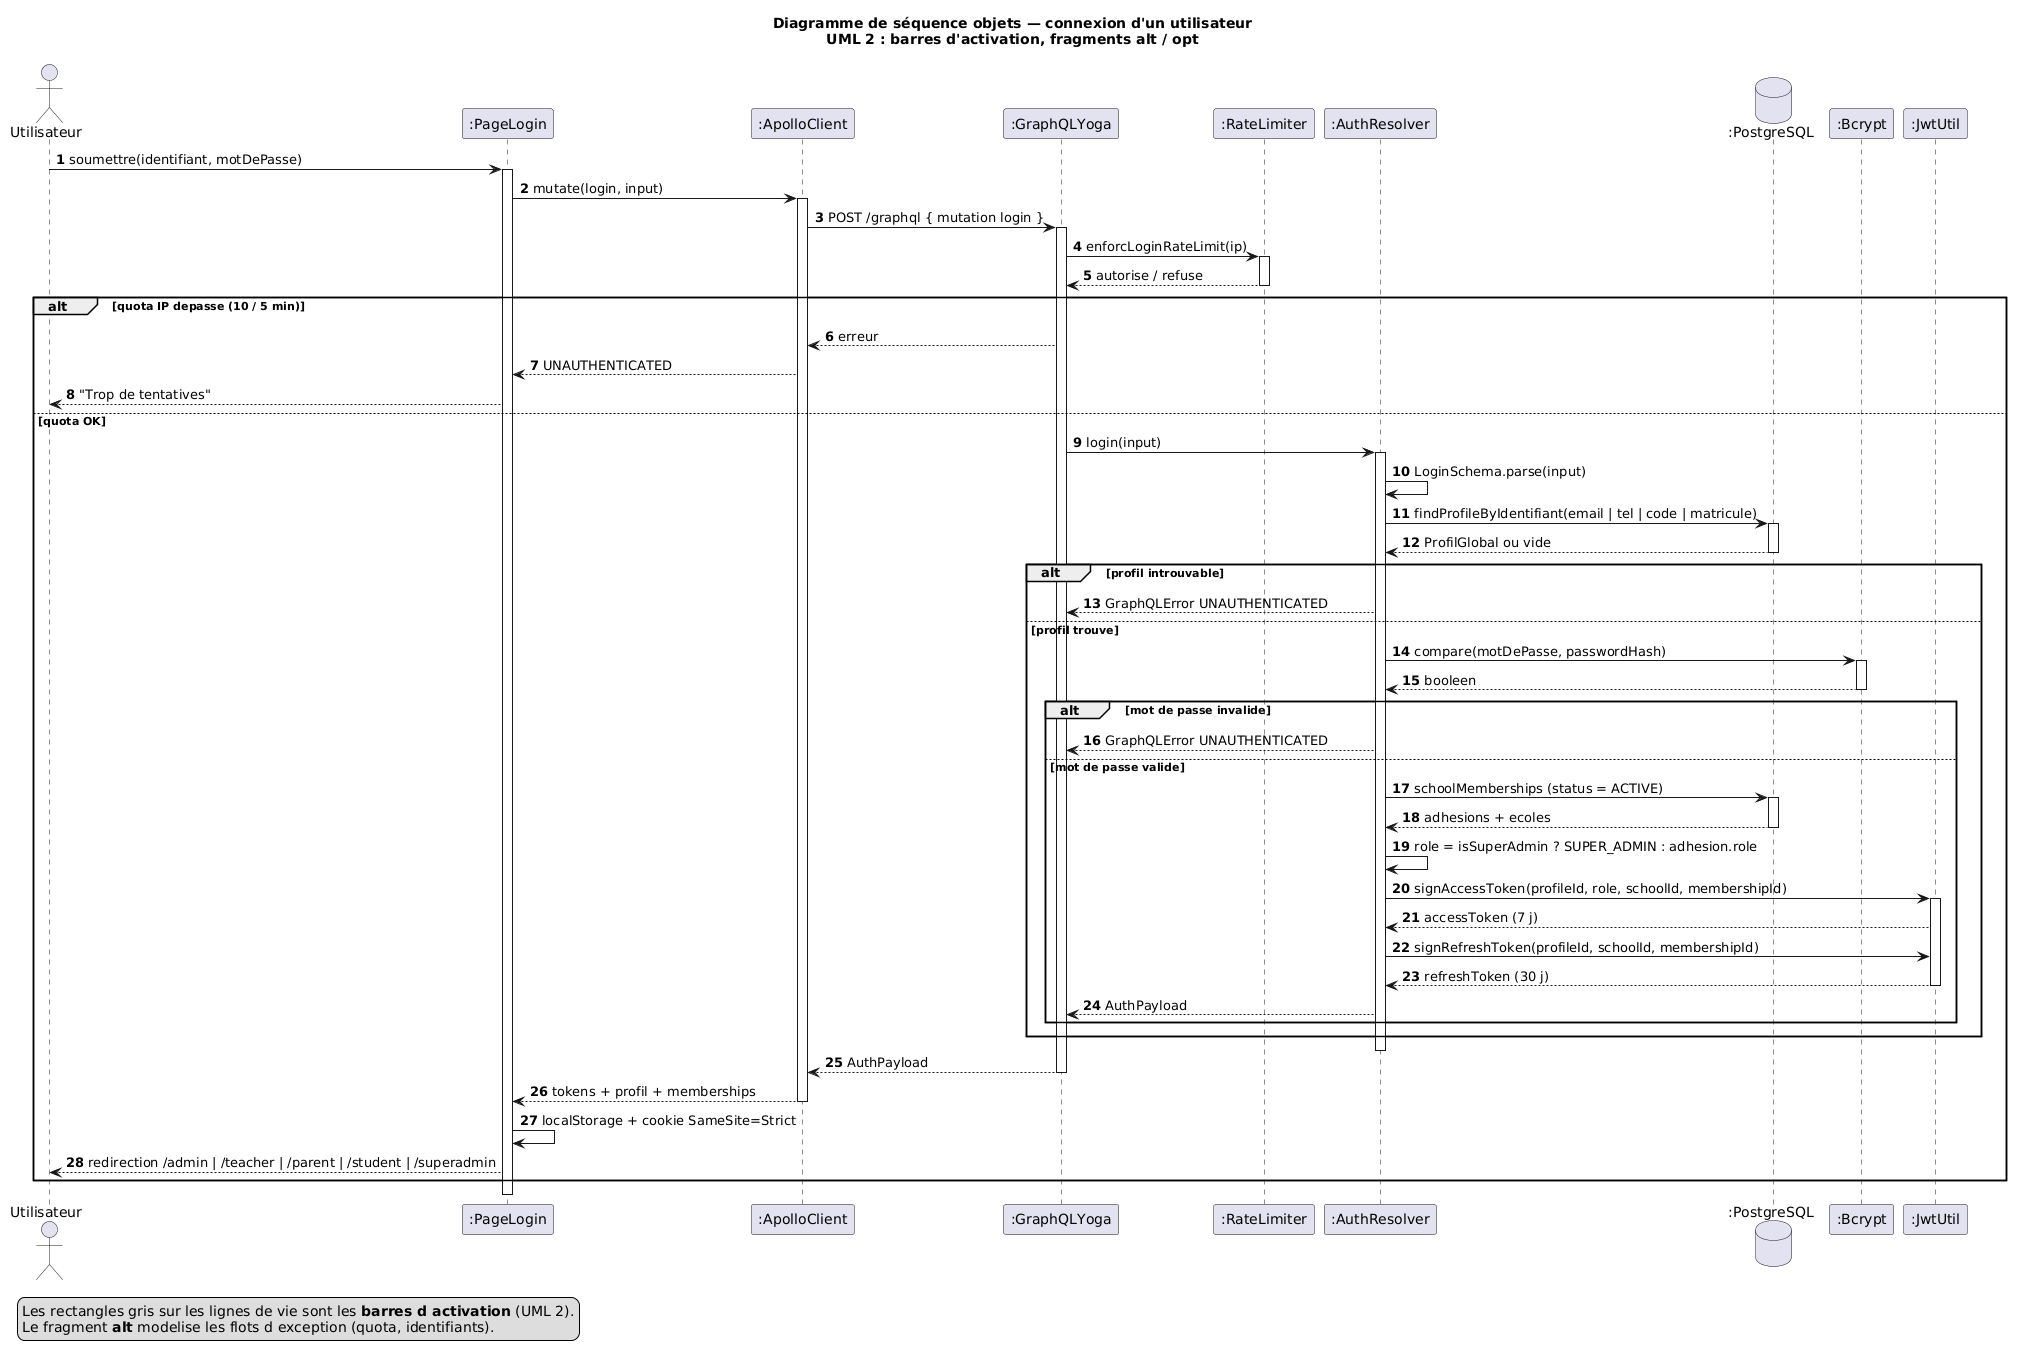 Diagramme de séquence objets — connexion d'un utilisateur
UML 2 : barres d'activation, fragments alt / opt
Utilisateur
:PageLogin
:ApolloClient
:GraphQLYoga
:RateLimiter
:AuthResolver
:PostgreSQL
:Bcrypt
:JwtUtil
1 soumettre(identifiant, motDePasse)
2 mutate(login, input)
3 POST /graphql { mutation login }
4 enforcLoginRateLimit(ip)
5 autorise / refuse
alt [quota IP depasse (10 / 5 min)]
6 erreur
7 UNAUTHENTICATED
8 "Trop de tentatives"
[quota OK]
9 login(input)
10 LoginSchema.parse(input)
11 findProfileByIdentifiant(email | tel | code | matricule)
12 ProfilGlobal ou vide
alt [profil introuvable]
13 GraphQLError UNAUTHENTICATED
[profil trouve]
14 compare(motDePasse, passwordHash)
15 booleen
alt [mot de passe invalide]
16 GraphQLError UNAUTHENTICATED
[mot de passe valide]
17 schoolMemberships (status = ACTIVE)
18 adhesions + ecoles
19 role = isSuperAdmin ? SUPER_ADMIN : adhesion.role
20 signAccessToken(profileId, role, schoolId, membershipId)
21 accessToken (7 j)
22 signRefreshToken(profileId, schoolId, membershipId)
23 refreshToken (30 j)
24 AuthPayload
25 AuthPayload
26 tokens + profil + memberships
27 localStorage + cookie SameSite=Strict
28 redirection /admin | /teacher | /parent | /student | /superadmin
Utilisateur
:PageLogin
:ApolloClient
:GraphQLYoga
:RateLimiter
:AuthResolver
:PostgreSQL
:Bcrypt
:JwtUtil
Les rectangles gris sur les lignes de vie sont les barres d activation (UML 2).
Le fragment alt modelise les flots d exception (quota, identifiants).